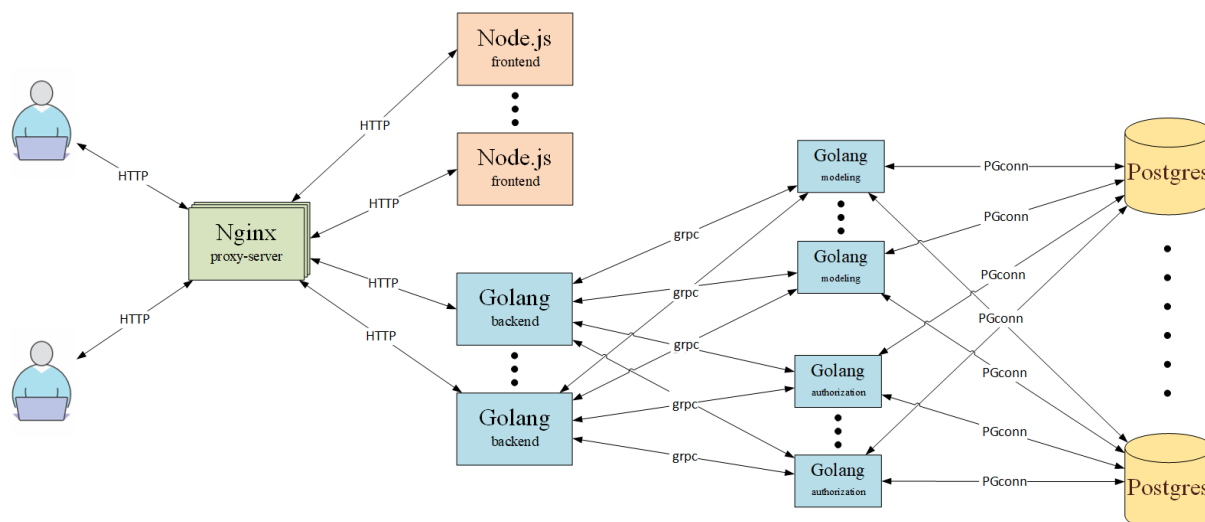 Node.js
frontend
HTTP
Node.js
frontend
HTTP
HTTP
Nginx
proxy-server
HTTP
HTTP
HTTP
Golang
backend
Golang
backend
grpc
grpc
grpc
grpc
grpc
Golang
modeling
Golang
modeling
Golang
authorization
Golang
authorization
PGconn
PGconn
PGconn
PGconn
PGconn
PGconn
PGconn
Postgres
Postgres